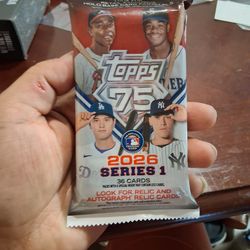 topps
75
2026
SERIES 1
36 CARDS
LOOK FOR RELIC AND
AUTOGRAPH RELIC CARDS!